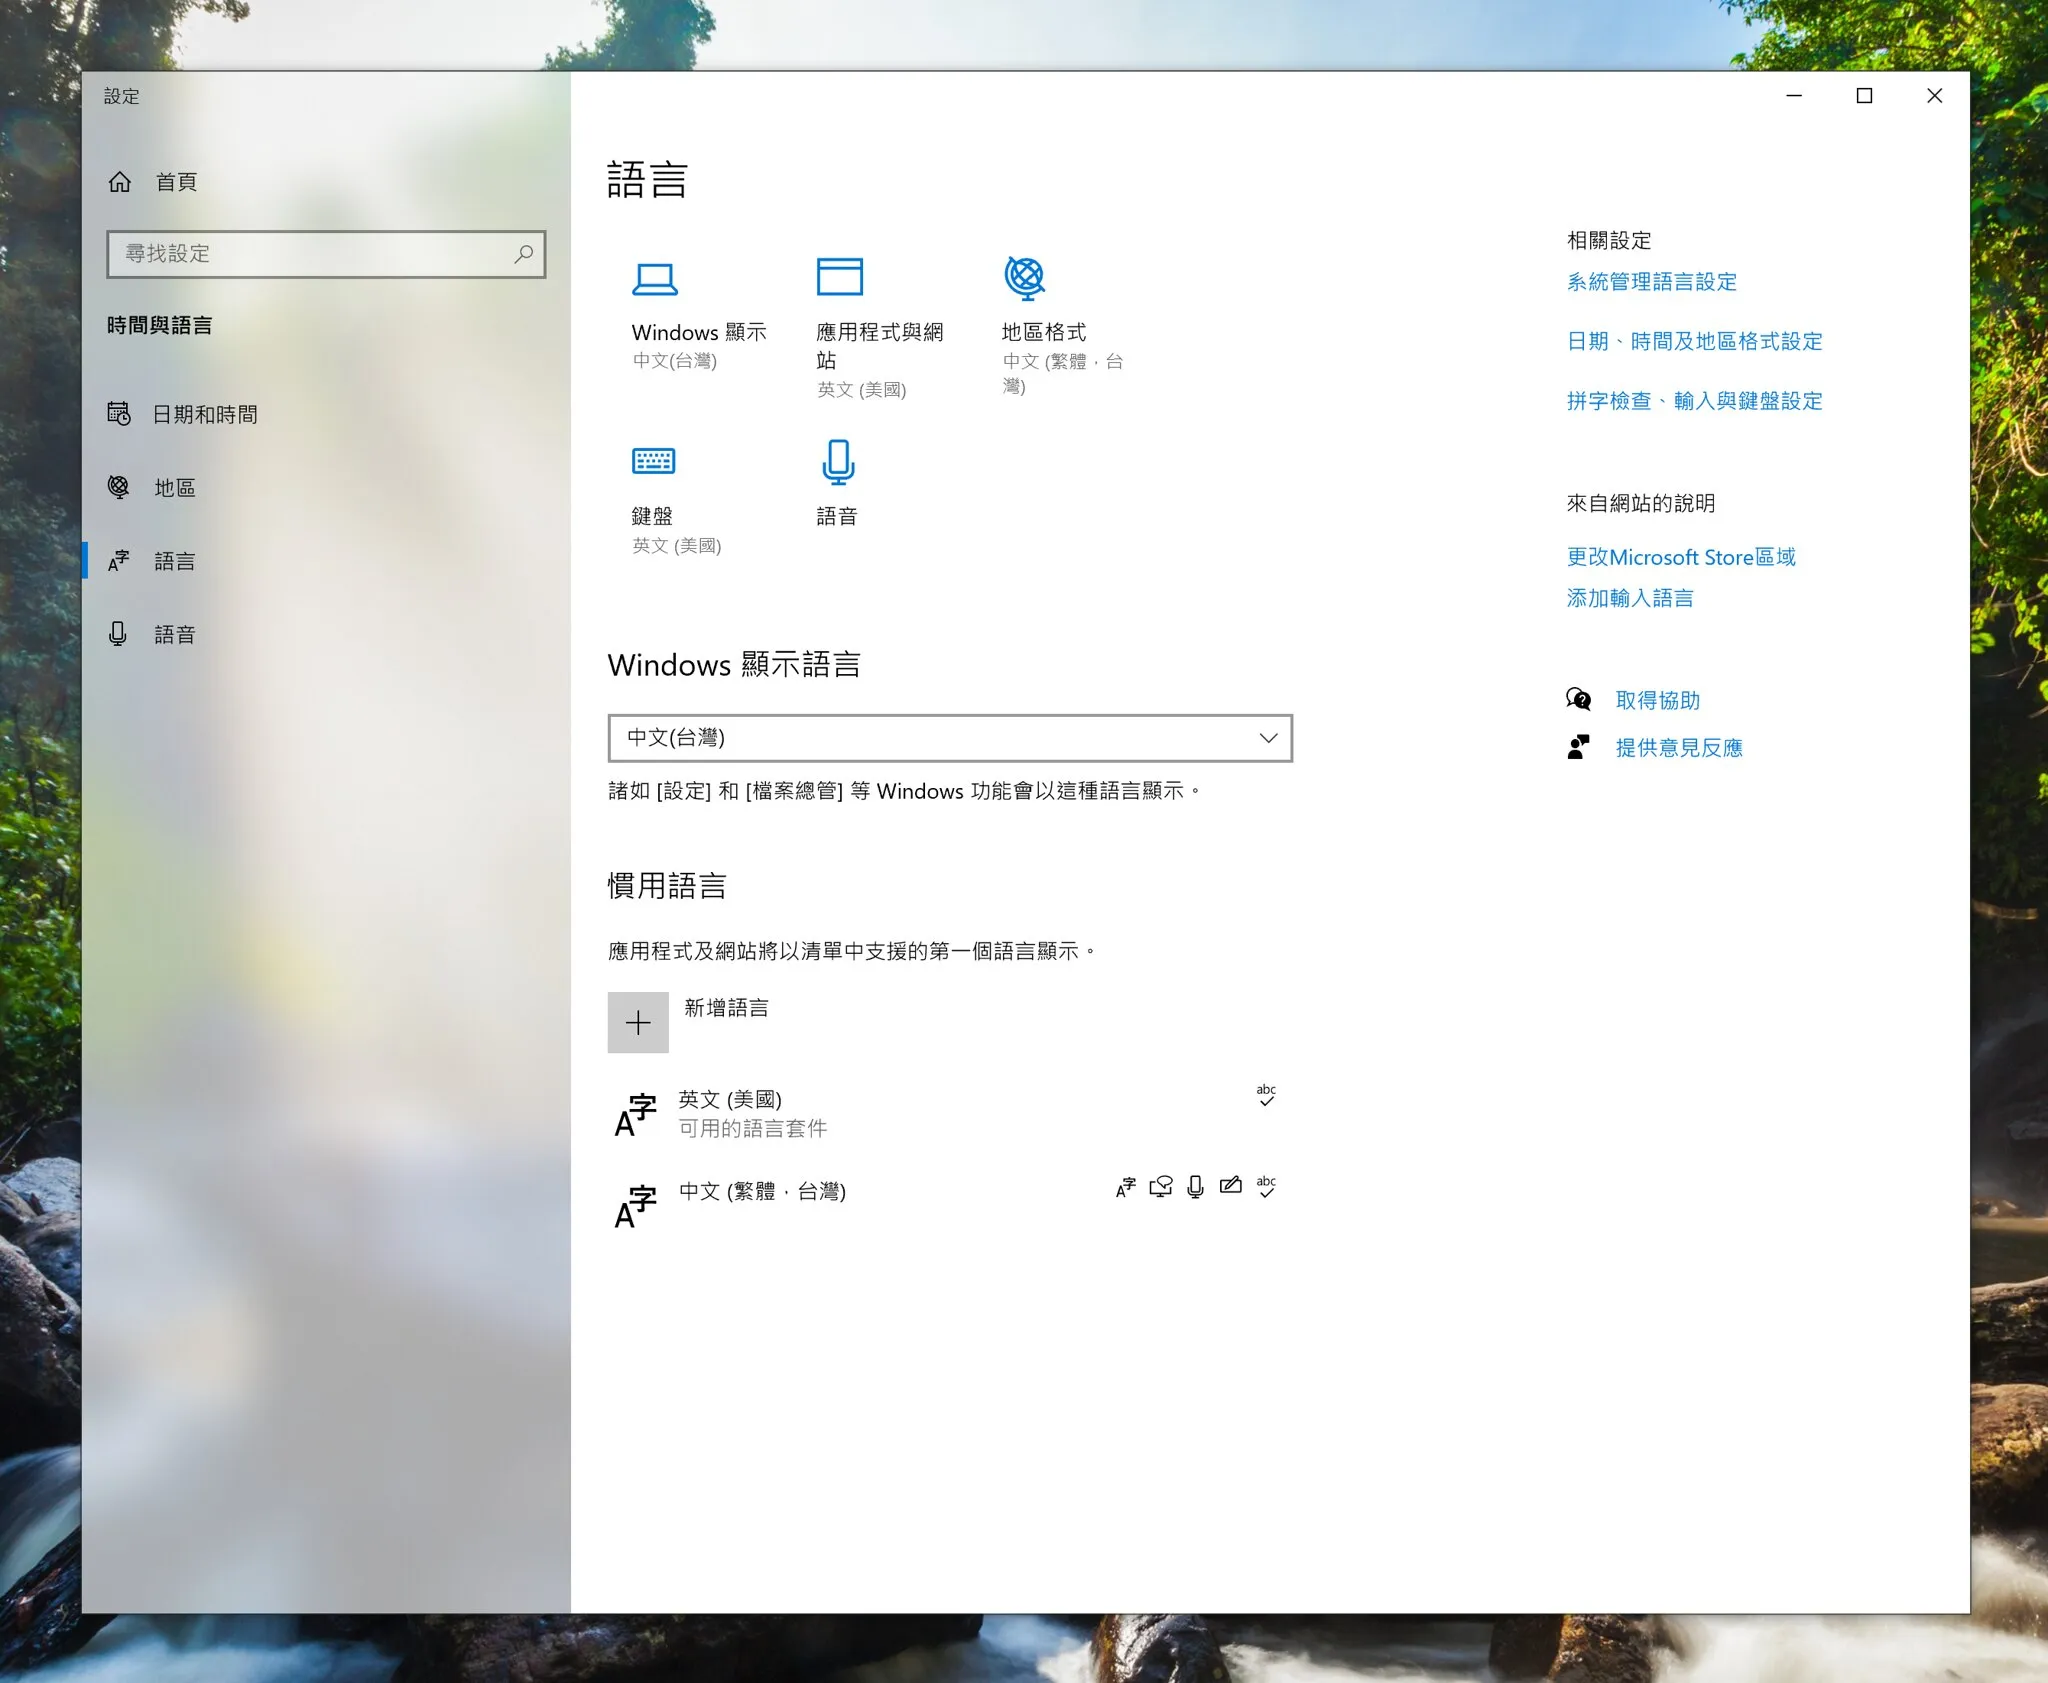 設定
首頁
尋找設定
時間與語言
日期和時間
地區
語言
語音
語言
Windows 顯示
中文(台灣)
應用程式與網
站
英文 (美國)
地區格式
中文 (繁體，台
灣)
鍵盤
英文 (美國)
語音
Windows 顯示語言
中文(台灣)
諸如 [設定] 和 [檔案總管] 等 Windows 功能會以這種語言顯示。
慣用語言
應用程式及網站將以清單中支援的第一個語言顯示。
新增語言
英文 (美國)
可用的語言套件
abc
中文 (繁體，台灣)
abc
相關設定
系統管理語言設定
日期、時間及地區格式設定
拼字檢查、輸入與鍵盤設定
來自網站的說明
更改Microsoft Store區域
添加輸入語言
取得協助
提供意見反應